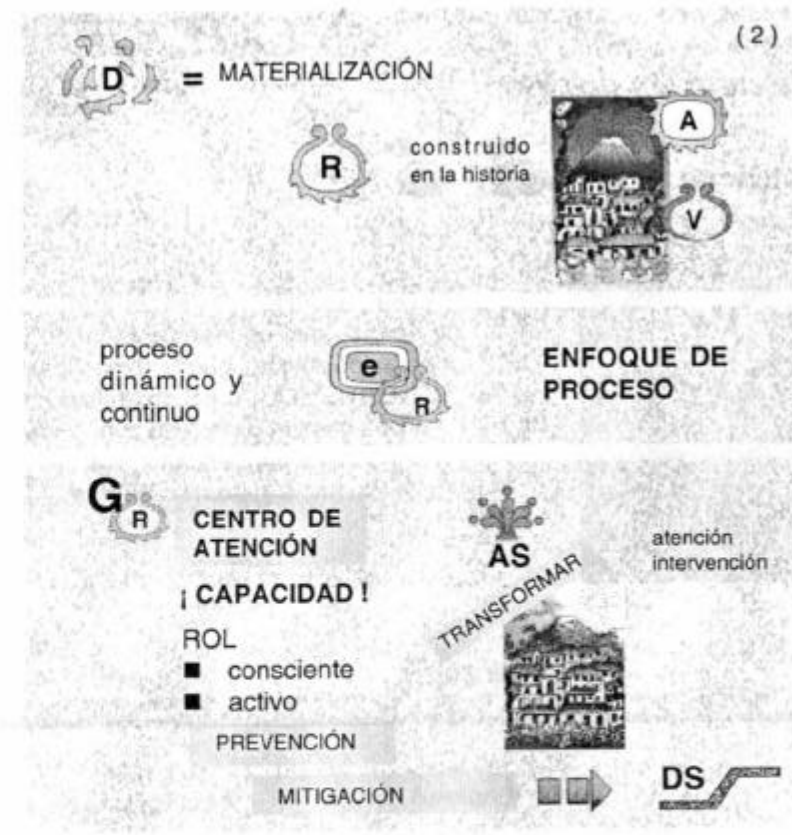 (2)
D = MATERIALIZACIÓN
R
construido
en la historia
A
V
proceso
dinámico y
continuo
e
R
ENFOQUE DE
PROCESO
G
R
CENTRO DE
ATENCIÓN
¡ CAPACIDAD !
ROL
■ consciente
■ activo
PREVENCIÓN
MITIGACIÓN
AS
TRANSFORMAR
atención
intervención
DS